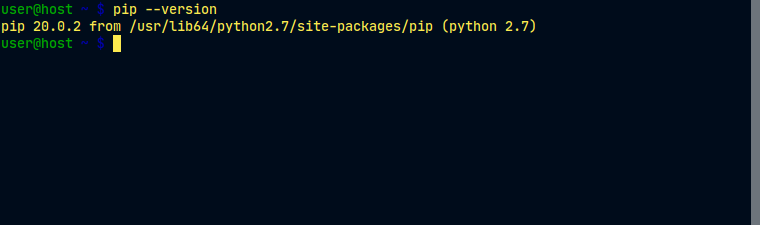 user@host ~ $ pip --version
pip 20.0.2 from /usr/lib64/python2.7/site-packages/pip (python 2.7)
user@host ~ $